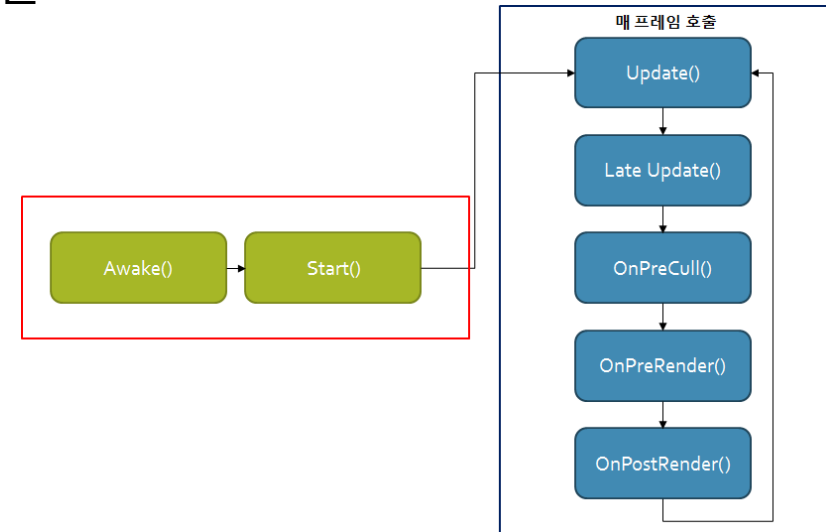 매 프레임 호출
Update()
Late Update()
Awake()
Start()
OnPreCull()
OnPreRender()
OnPostRender()